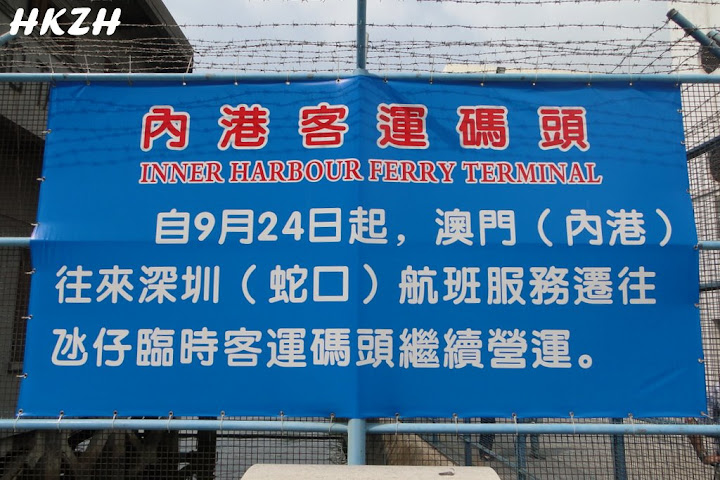 HKZH
內港客運碼頭
INNER HARBOUR FERRY TERMINAL
自9月24日起，澳門（內港）
往來深圳（蛇口）航班服務遷往
氹仔臨時客運碼頭繼續營運。